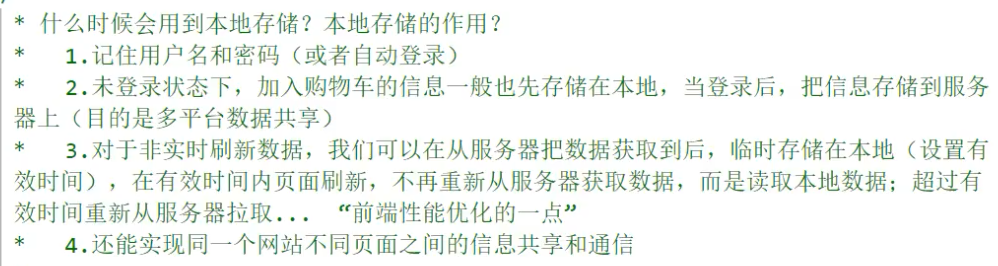 * 什么时候会用到本地存储？本地存储的作用？
*   1.记住用户名和密码（或者自动登录）
*   2.未登录状态下，加入购物车的信息一般也先存储在本地，当登录后，把信息存储到服务
器上（目的是多平台数据共享）
*   3.对于非实时刷新数据，我们可以在从服务器把数据获取到后，临时存储在本地（设置有
效时间），在有效时间内页面刷新，不再重新从服务器获取数据，而是读取本地数据；超过有
效时间重新从服务器拉取... “前端性能优化的一点”
*   4.还能实现同一个网站不同页面之间的信息共享和通信